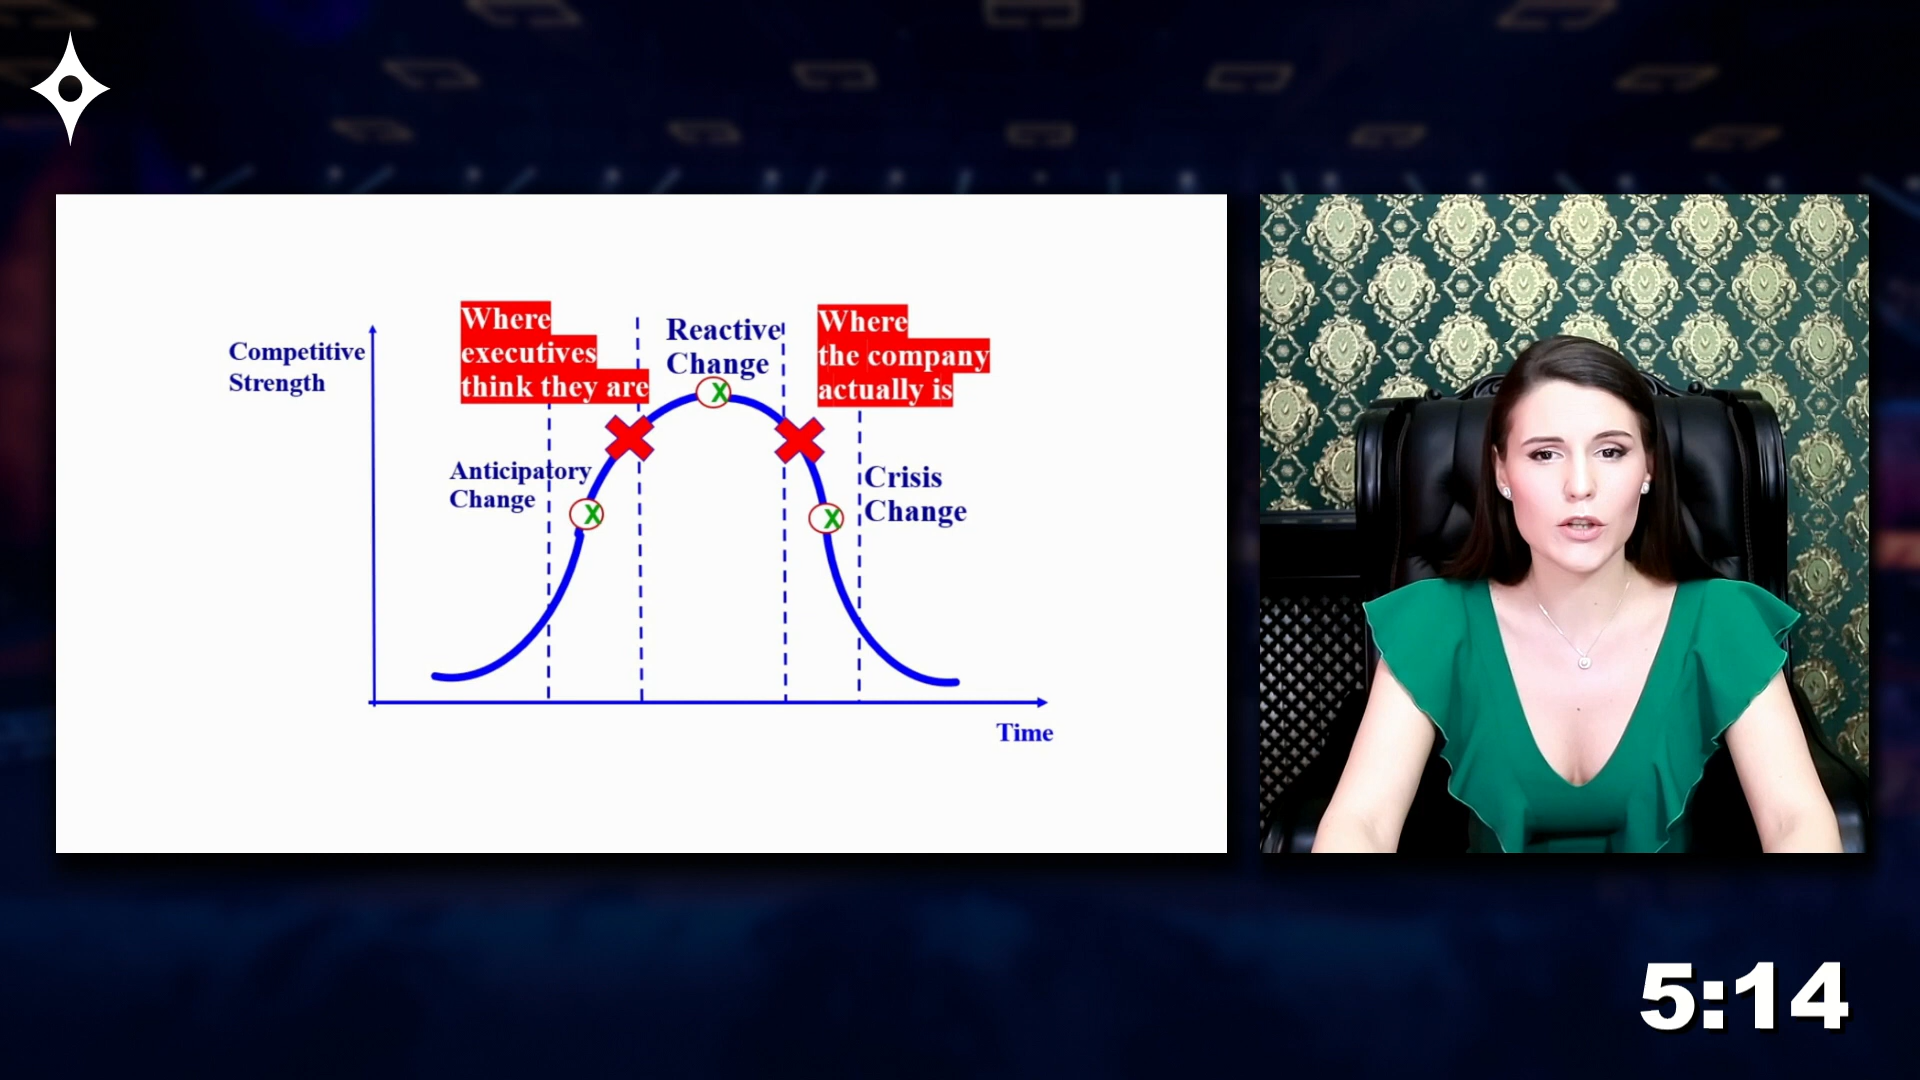 Competitive
Strength
Where
executives
think they are
Reactive
Change
Where
the company
actually is
X
Anticipatory
Change
X
Crisis
Change
X
Time
5:14